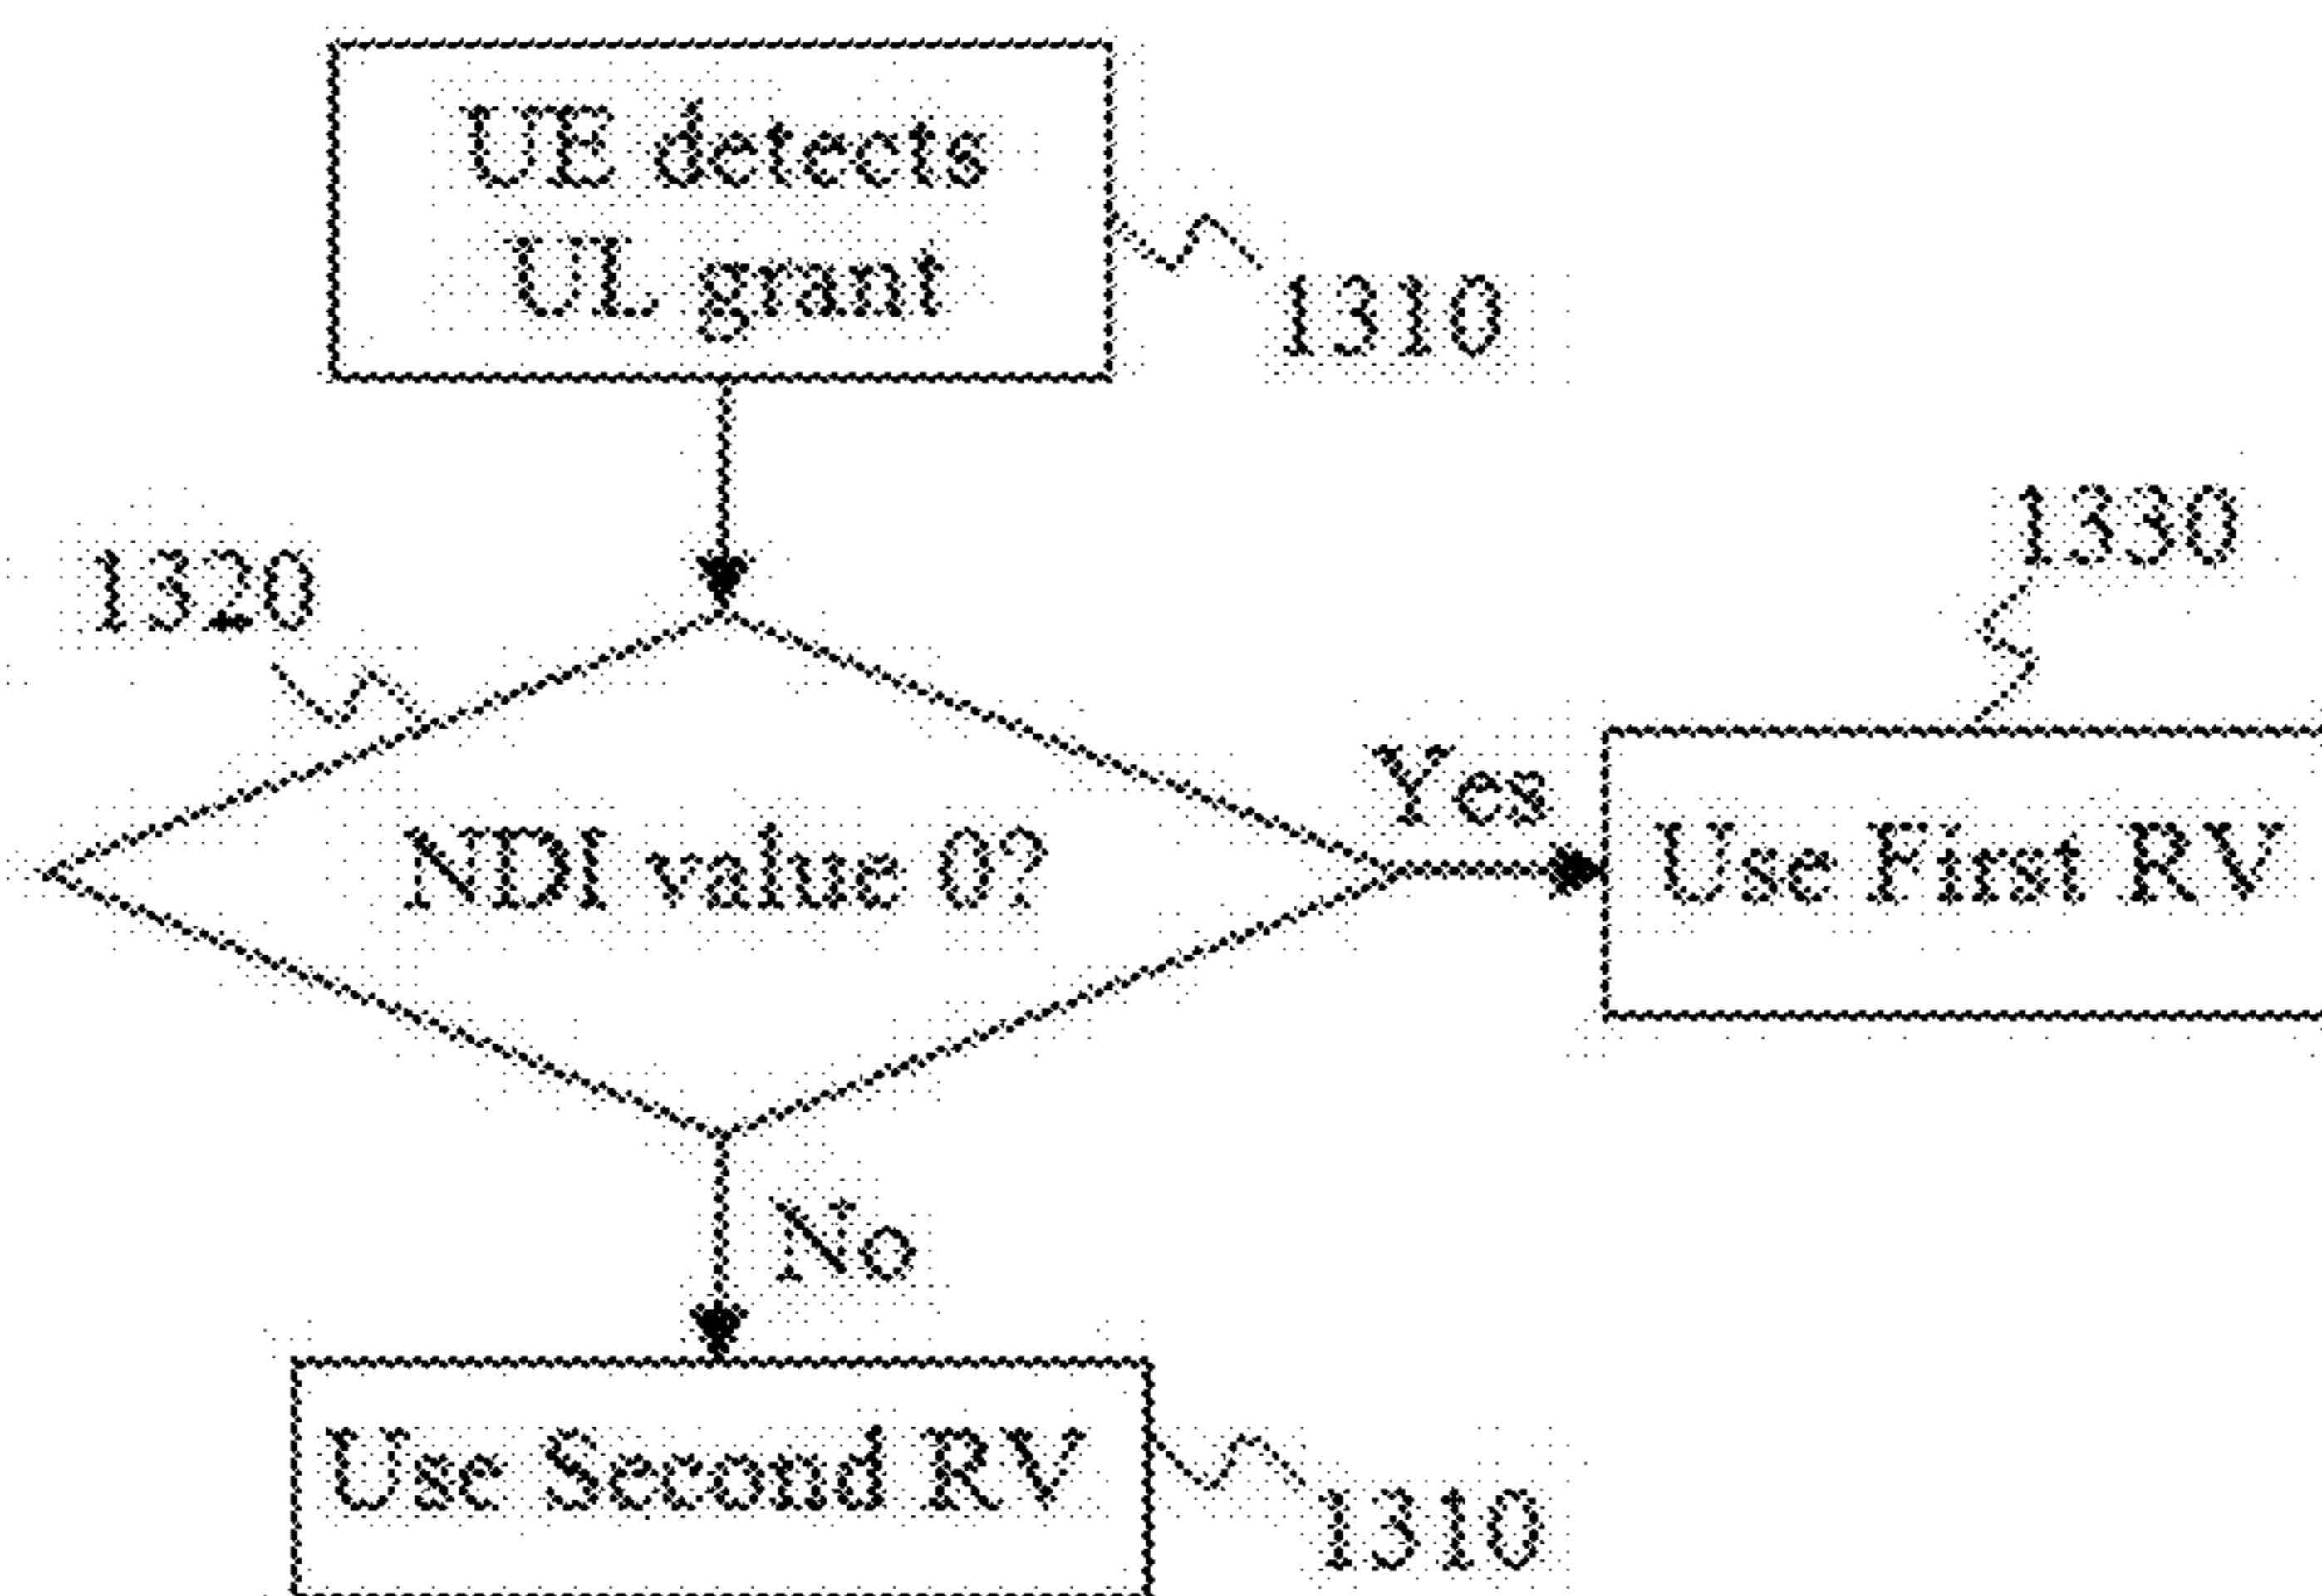 UE detects
UL grant
1310
1320
1330
NDI value 0?
Yes
Use First RV
No
Use Second RV
1310